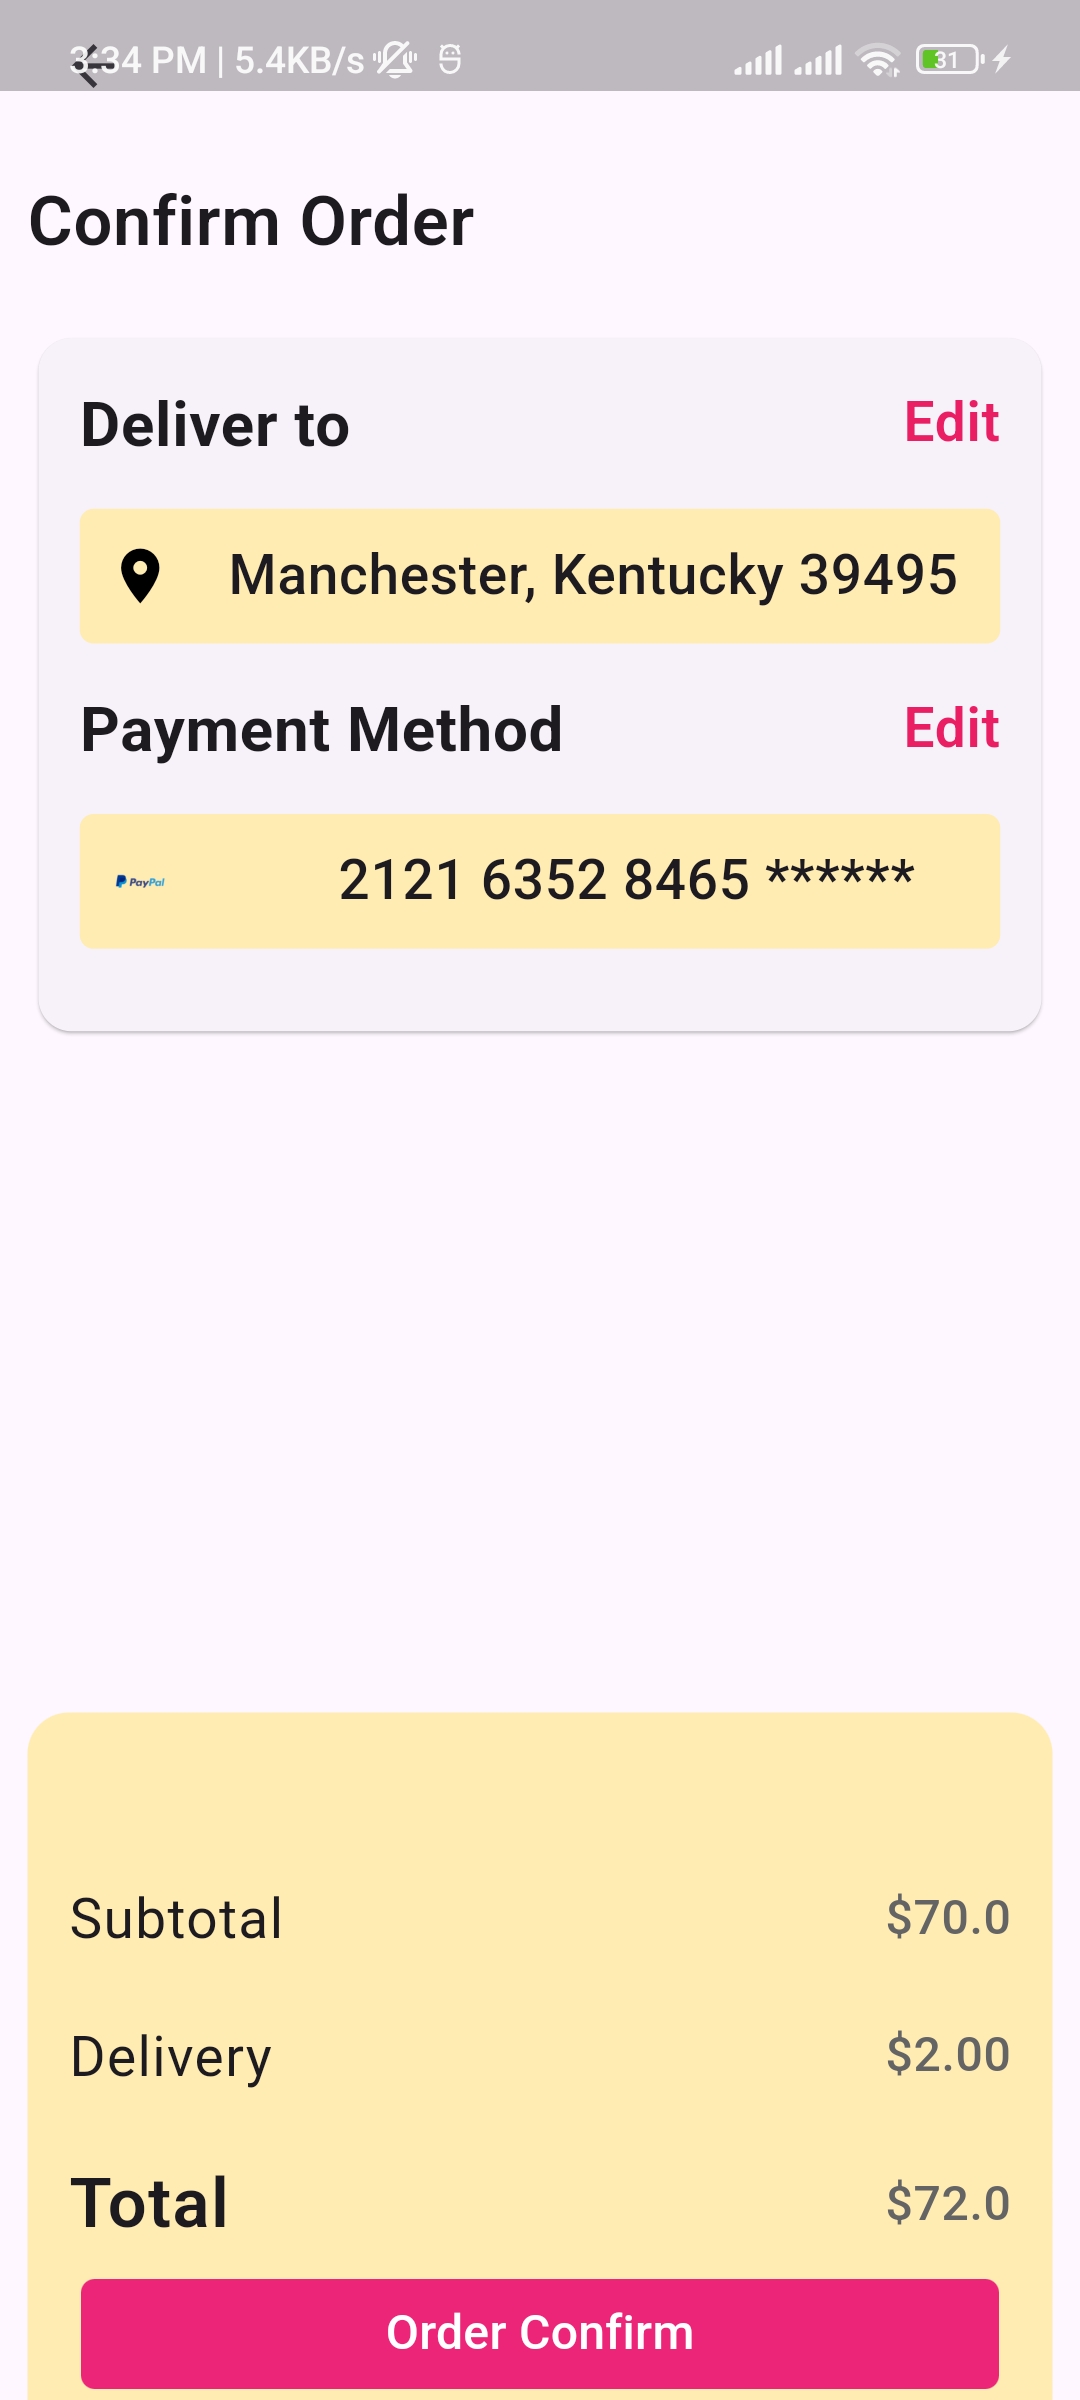 3:34 PM | 5.4KB/s 31
Confirm Order
Deliver to Edit
Manchester, Kentucky 39495
Payment Method Edit
PayPal 2121 6352 8465 ******
Subtotal $70.0
Delivery $2.00
Total $72.0
Order Confirm